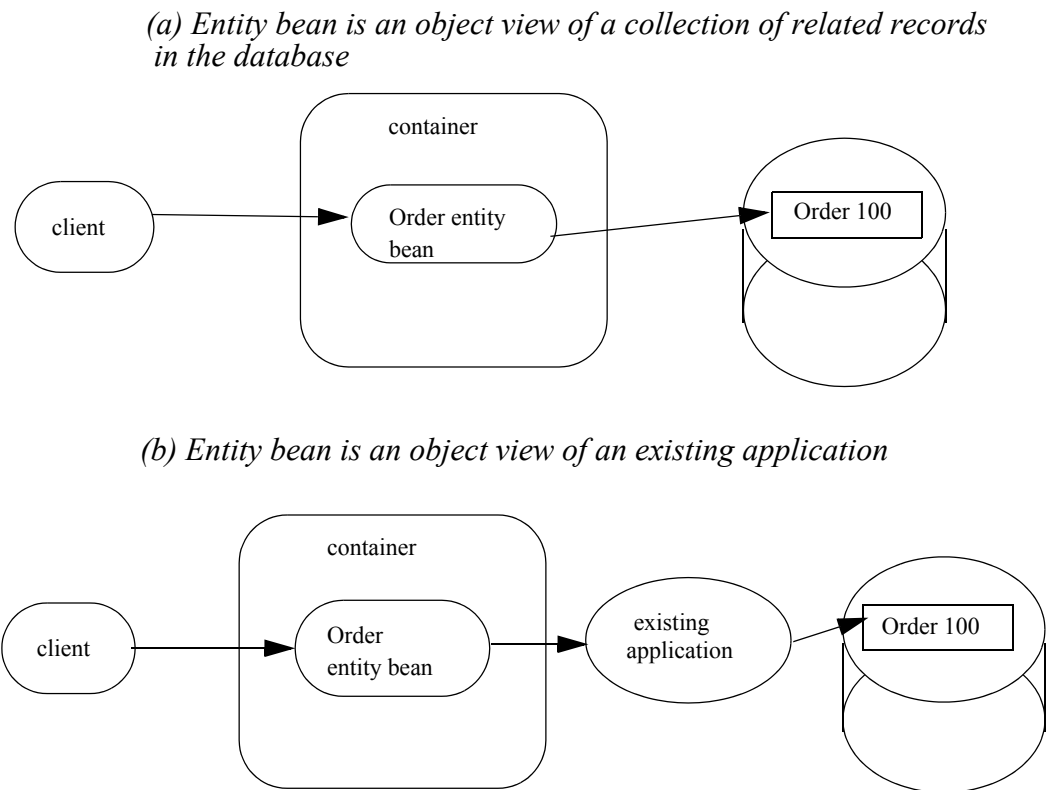 (a) Entity bean is an object view of a collection of related records
in the database
container
client
Order entity
bean
Order 100
(b) Entity bean is an object view of an existing application
container
client
Order
entity bean
existing
application
Order 100